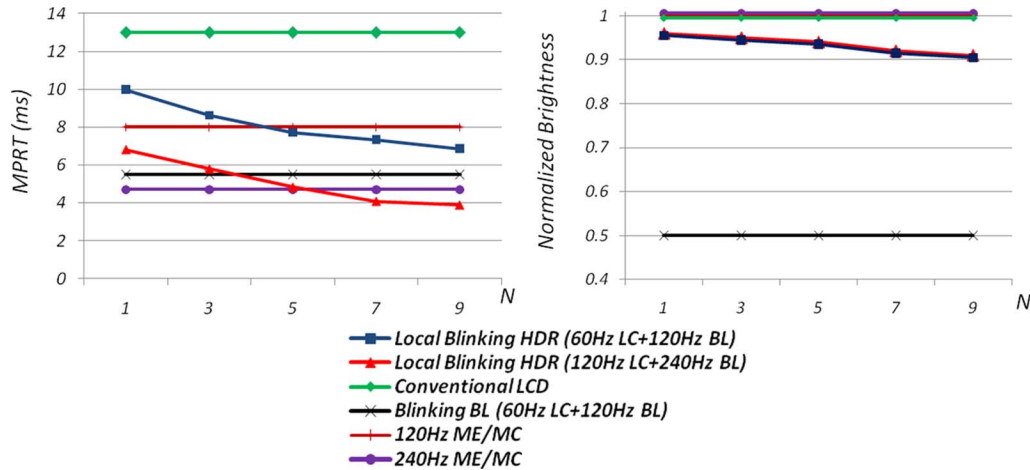 MPRT (ms)
14
12
10
8
6
4
2
0
1 3 5 7 9 N
Normalized Brightness
1
0.9
0.8
0.7
0.6
0.5
0.4
1 3 5 7 9 N
Local Blinking HDR (60Hz LC+120Hz BL)
Local Blinking HDR (120Hz LC+240Hz BL)
Conventional LCD
Blinking BL (60Hz LC+120Hz BL)
120Hz ME/MC
240Hz ME/MC